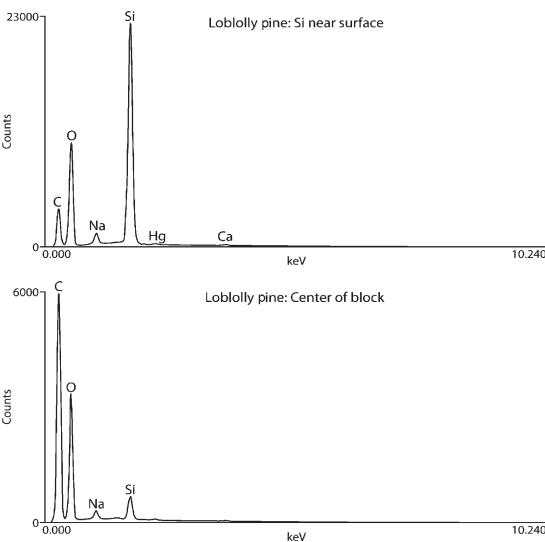 23000
Loblolly pine: Si near surface
Si
O
C
Na
Hg
Ca
Counts
0
0.000
keV
10.240
6000
Loblolly pine: Center of block
C
O
Na
Si
Counts
0
0.000
keV
10.240